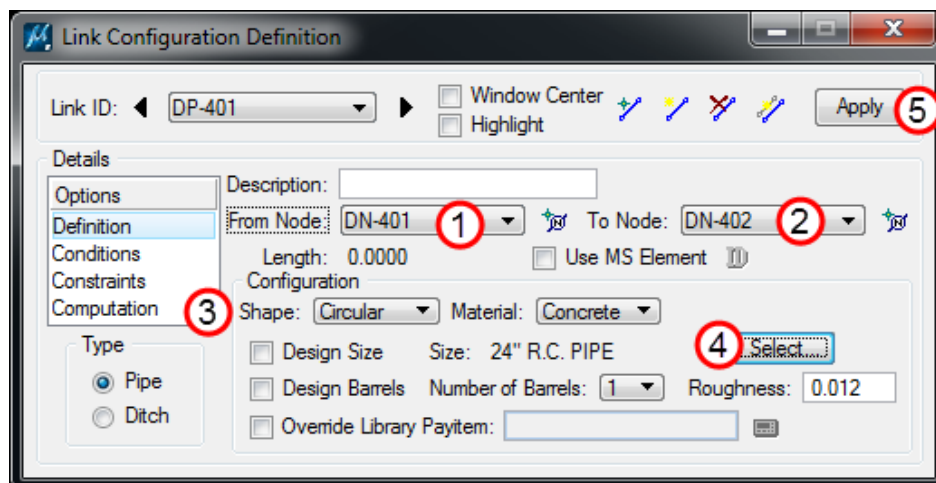 Link Configuration Definition
Link ID: DP-401 Window Center Apply 5
Highlight
Details
Options
Definition
Conditions
Constraints
Computation
Description:
From Node: DN-401 1 To Node: DN-402 2
Length: 0.0000 Use MS Element
Configuration
3 Shape: Circular Material: Concrete
Design Size Size: 24" R.C. PIPE 4 Select....
Design Barrels Number of Barrels: 1 Roughness: 0.012
Override Library Payitem:
Type
Pipe
Ditch